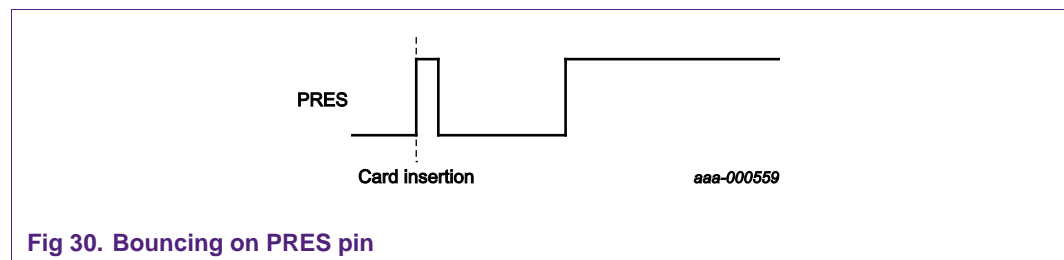 PRES
Card insertion
aaa-000559
Fig 30. Bouncing on PRES pin